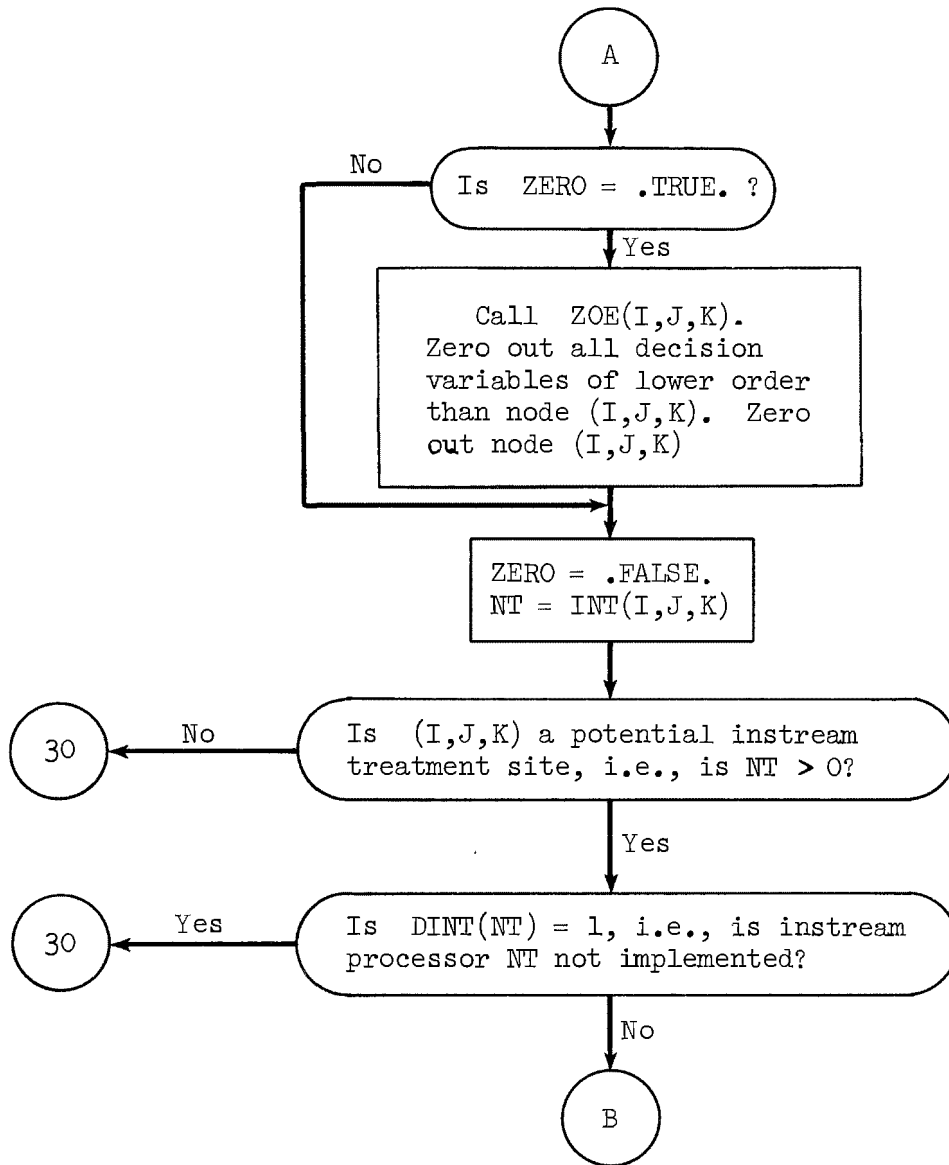 A
No
Is ZERO = .TRUE. ?
Yes
Call ZOE(I,J,K).
Zero out all decision
variables of lower order
than node (I,J,K). Zero
out node (I,J,K)
ZERO = .FALSE.
NT = INT(I,J,K)
30
No
Is (I,J,K) a potential instream
treatment site, i.e., is NT > 0?
Yes
30
Yes
Is DINT(NT) = 1, i.e., is instream
processor NT not implemented?
No
B